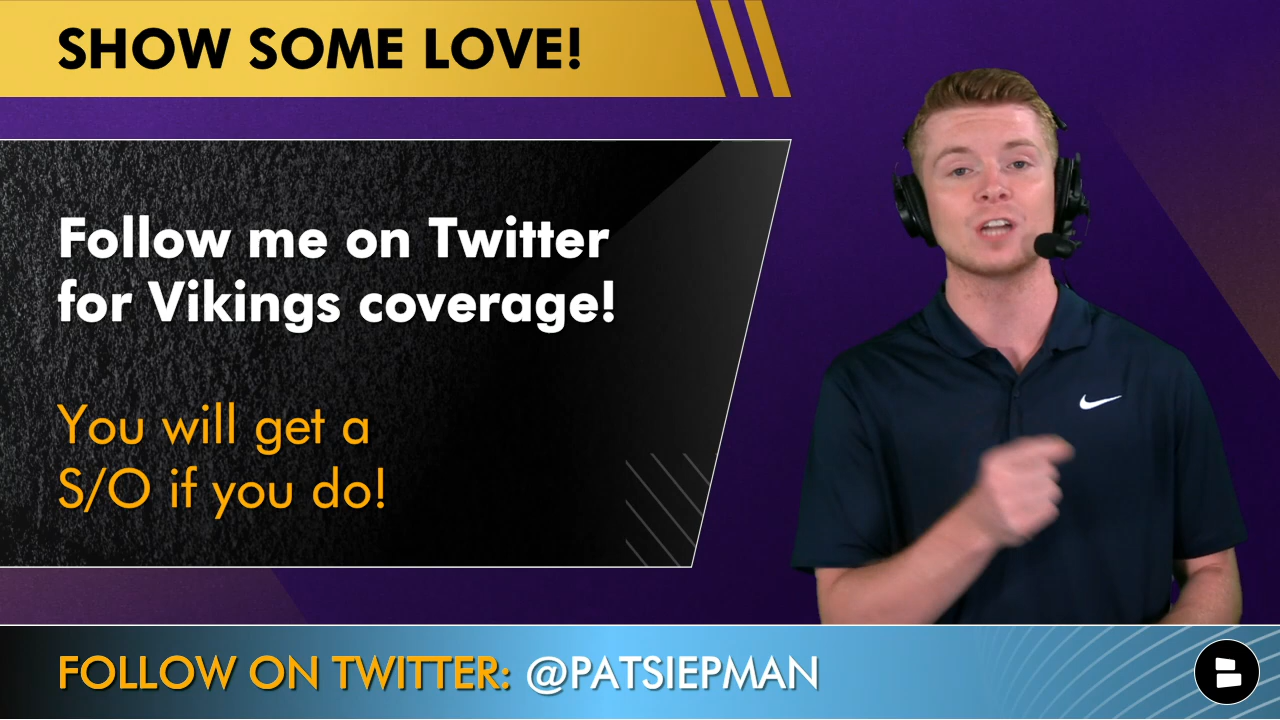 SHOW SOME LOVE!
Follow me on Twitter
for Vikings coverage!
You will get a
S/O if you do!
FOLLOW ON TWITTER: @PATSIEPMAN